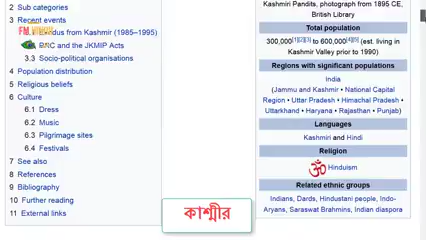 2 Sub categories
3 Recent events
Exodus from Kashmir (1985–1995)
and the JKMIP Acts
3.3 Socio-political organisations
4 Population distribution
5 Religious beliefs
6 Culture
6.1 Dress
6.2 Music
6.3 Pilgrimage sites
6.4 Festivals
7 See also
8 References
9 Bibliography
10 Further reading
11 External links
Kashmiri Pandits, photograph from 1895 CE,
British Library
Total population
300,000[1][2][3] to 600,000[4][5] (est. living in
Kashmir Valley prior to 1990)
Regions with significant populations
India
(Jammu and Kashmir • National Capital
Region • Uttar Pradesh • Himachal Pradesh •
Uttarkhand • Haryana • Rajasthan • Punjab)
Languages
Kashmiri and Hindi
Religion
ॐ Hinduism
Related ethnic groups
Indians, Dards, Hindustani people, Indo-
Aryans, Saraswat Brahmins, Indian diaspora
কাশ্মীর